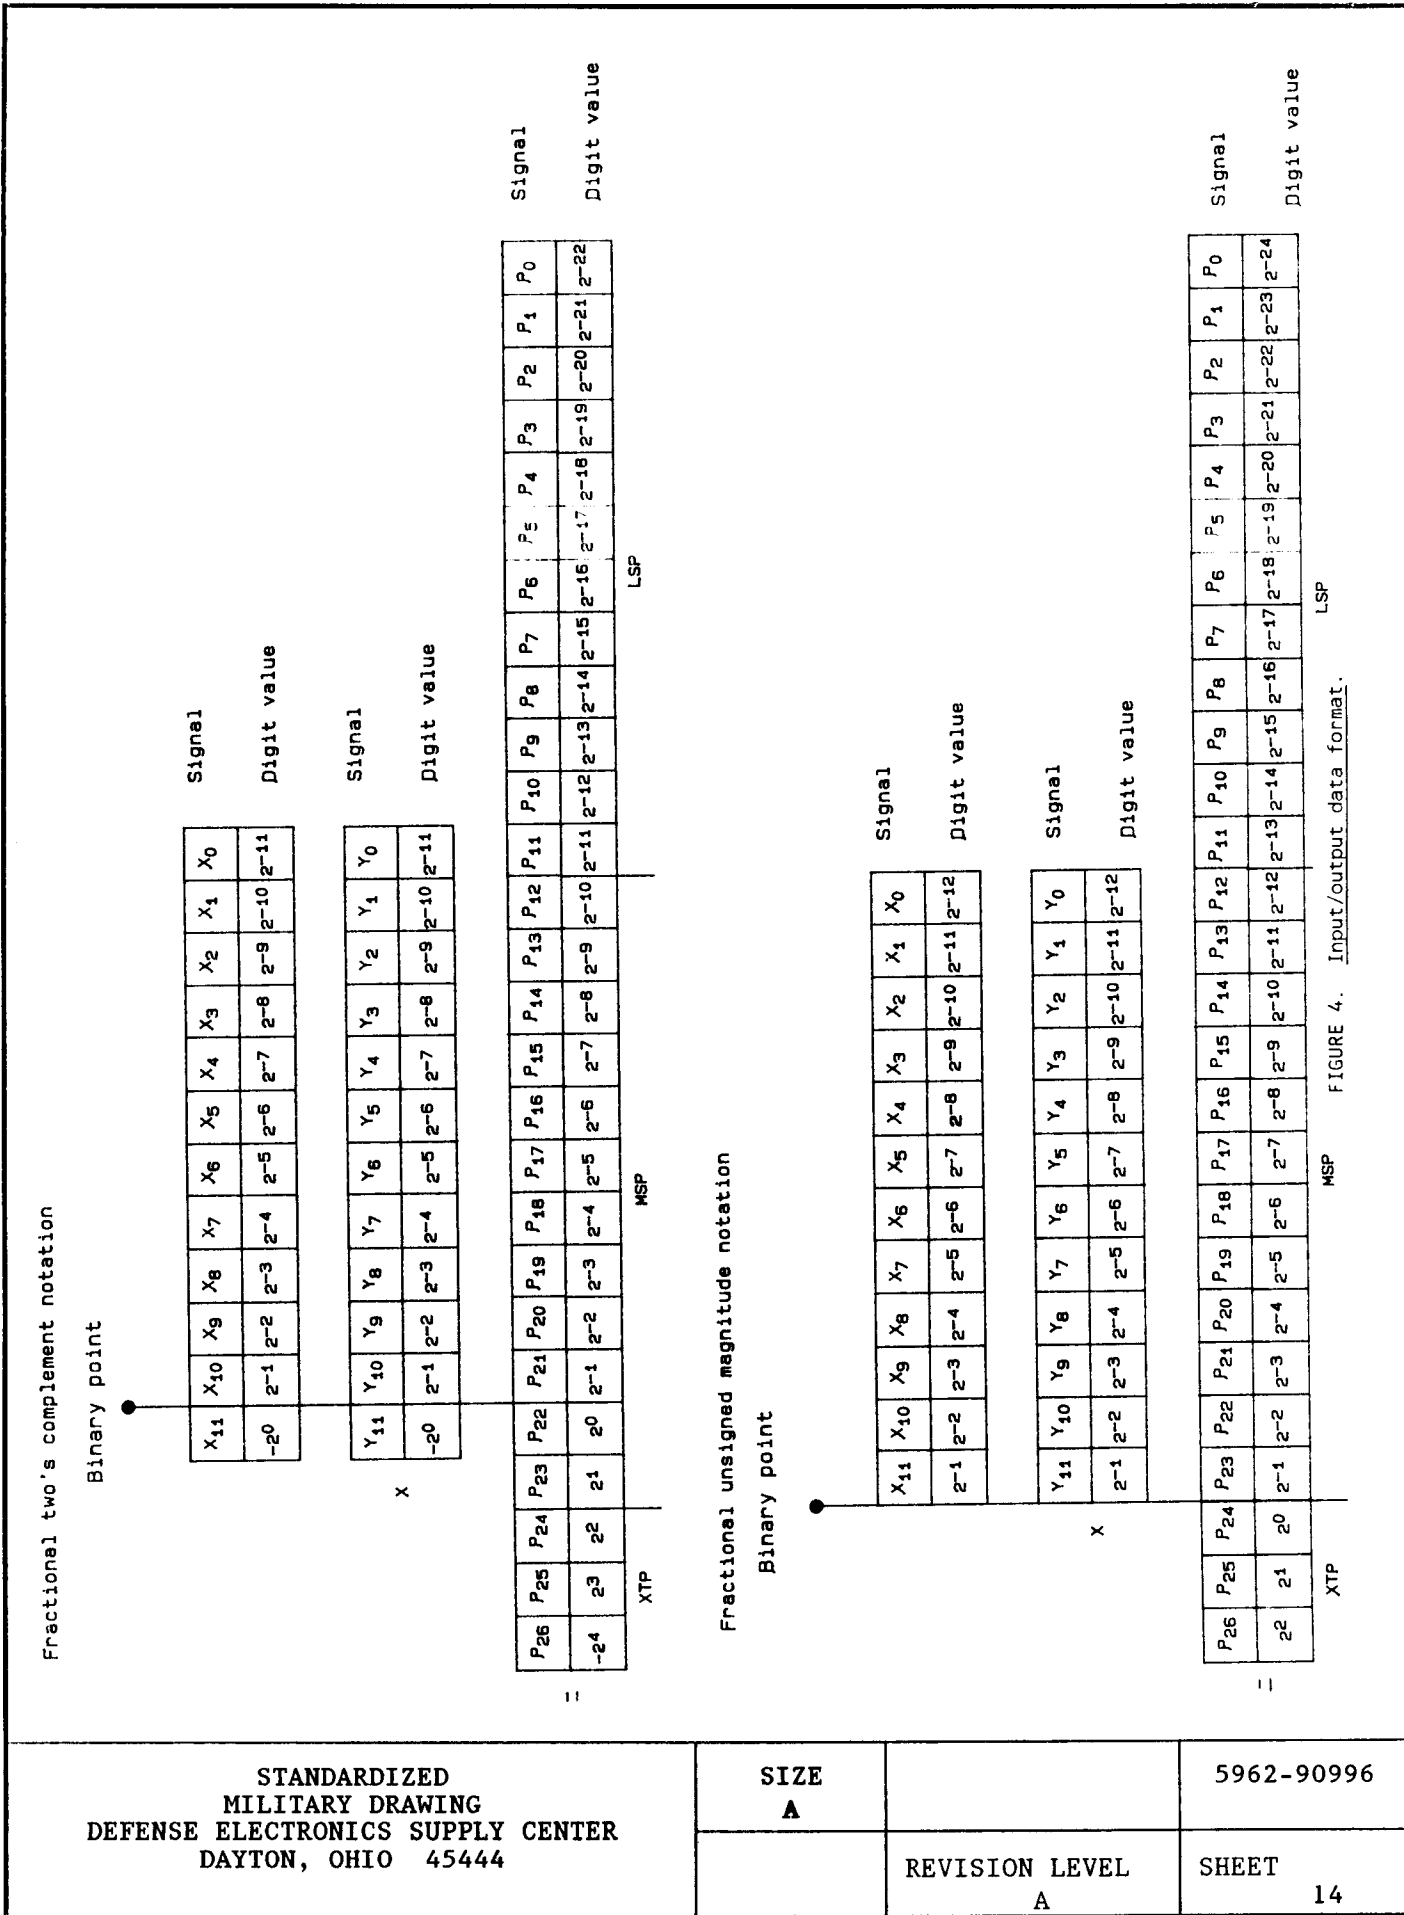 Fractional two's complement notation
Binary point
X11 X10 X9 X8 X7 X6 X5 X4 X3 X2 X1 X0 Signal
-2^0 2^-1 2^-2 2^-3 2^-4 2^-5 2^-6 2^-7 2^-8 2^-9 2^-10 2^-11 Digit value
Y11 Y10 Y9 Y8 Y7 Y6 Y5 Y4 Y3 Y2 Y1 Y0 Signal
X -2^0 2^-1 2^-2 2^-3 2^-4 2^-5 2^-6 2^-7 2^-8 2^-9 2^-10 2^-11 Digit value
P26 P25 P24 P23 P22 P21 P20 P19 P18 P17 P16 P15 P14 P13 P12 P11 P10 P9 P8 P7 P6 P5 P4 P3 P2 P1 P0 Signal
= -2^4 2^3 2^2 2^1 2^0 2^-1 2^-2 2^-3 2^-4 2^-5 2^-6 2^-7 2^-8 2^-9 2^-10 2^-11 2^-12 2^-13 2^-14 2^-15 2^-16 2^-17 2^-18 2^-19 2^-20 2^-21 2^-22 Digit value
XTP MSP LSP
Fractional unsigned magnitude notation
Binary point
X11 X10 X9 X8 X7 X6 X5 X4 X3 X2 X1 X0 Signal
2^-1 2^-2 2^-3 2^-4 2^-5 2^-6 2^-7 2^-8 2^-9 2^-10 2^-11 2^-12 Digit value
Y11 Y10 Y9 Y8 Y7 Y6 Y5 Y4 Y3 Y2 Y1 Y0 Signal
X 2^-1 2^-2 2^-3 2^-4 2^-5 2^-6 2^-7 2^-8 2^-9 2^-10 2^-11 2^-12 Digit value
P26 P25 P24 P23 P22 P21 P20 P19 P18 P17 P16 P15 P14 P13 P12 P11 P10 P9 P8 P7 P6 P5 P4 P3 P2 P1 P0 Signal
= 2^2 2^1 2^0 2^-1 2^-2 2^-3 2^-4 2^-5 2^-6 2^-7 2^-8 2^-9 2^-10 2^-11 2^-12 2^-13 2^-14 2^-15 2^-16 2^-17 2^-18 2^-19 2^-20 2^-21 2^-22 2^-23 2^-24 Digit value
XTP MSP LSP
FIGURE 4. Input/output data format.
STANDARDIZED
MILITARY DRAWING
DEFENSE ELECTRONICS SUPPLY CENTER
DAYTON, OHIO 45444
SIZE
A
5962-90996
REVISION LEVEL
A
SHEET
14